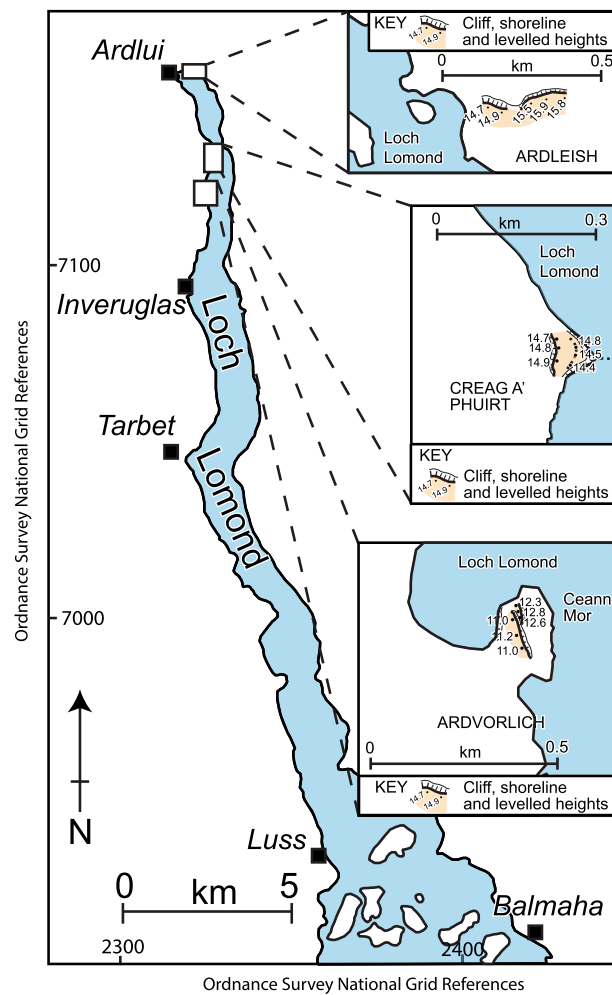 Ardlui
KEY
14.7
14.9
Cliff, shoreline
and levelled heights
0
0.5
km
14.7
14.9
15.5
15.9
15.8
Loch
Lomond
ARDLEISH
0
0.3
km
Loch
Lomond
7100
Inveruglas
14.7
14.8
14.9
14.8
14.5
14.4
CREAG A'
PHUIRT
KEY
14.7
14.9
Cliff, shoreline
and levelled heights
Loch
Tarbet
Lomond
Ordnance Survey National Grid References
7000
Loch Lomond
Ceann
Mor
12.3
12.8
11.0
12.6
11.2
11.0
ARDVORLICH
0
0.5
km
KEY
14.7
14.9
Cliff, shoreline
and levelled heights
N
Luss
0
5
km
Balmaha
2300
2400
Ordnance Survey National Grid References